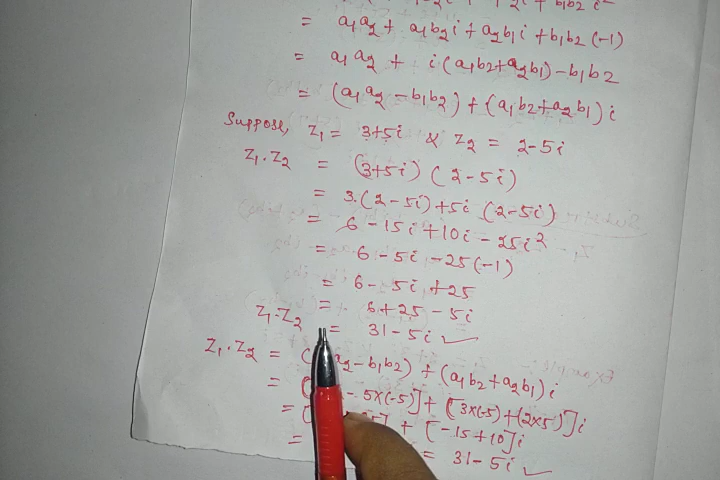 = a₁a₂ + a₁b₂i + a₂b₁i + b₁b₂(-1)
= a₁a₂ + i(a₁b₂+a₂b₁)-b₁b₂
= (a₁a₂ - b₁b₂) + (a₁b₂+a₂b₁)i
Suppose, Z₁ = 3+5i & Z₂ = 2-5i
Z₁.Z₂ = (3+5i)(2-5i)
= 3.(2-5i)+5i(2-5i)
= 6-15i+10i-25i²
= 6-5i-25(-1)
= 6-5i+25
= 6+25-5i
Z₁.Z₂ = 31-5i ✓
Z₁.Z₂ = ( a₂-b₁b₂) + (a₁b₂+a₂b₁)i
= - 5×(-5)] + [3×(-5)+(2×5)]i
= [ ] + [-15+10]i
= = 31-5i ✓